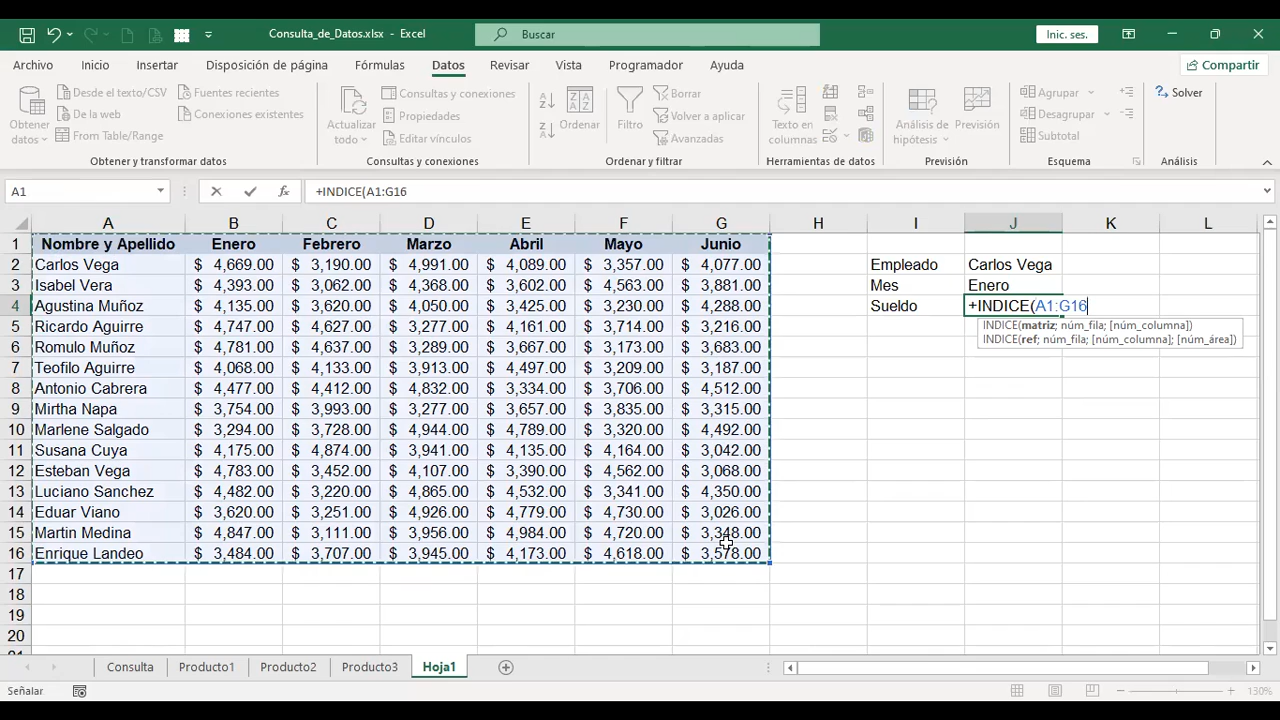 Consulta_de_Datos.xlsx - Excel
Buscar
Inic. ses.
Archivo Inicio Insertar Disposición de página Fórmulas Datos Revisar Vista Programador Ayuda
Compartir
Obtener datos
Desde el texto/CSV
De la web
From Table/Range
Fuentes recientes
Conexiones existentes
Obtener y transformar datos
Actualizar todo
Consultas y conexiones
Propiedades
Editar vínculos
Consultas y conexiones
Ordenar
Filtro
Borrar
Volver a aplicar
Avanzadas
Ordenar y filtrar
Texto en columnas
Herramientas de datos
Análisis de hipótesis
Previsión
Previsión
Agrupar
Desagrupar
Subtotal
Esquema
Solver
Análisis
A1 +INDICE(A1:G16
A B C D E F G H I J K L
1 Nombre y Apellido Enero Febrero Marzo Abril Mayo Junio
2 Carlos Vega $ 4,669.00 $ 3,190.00 $ 4,991.00 $ 4,089.00 $ 3,357.00 $ 4,077.00 Empleado Carlos Vega
3 Isabel Vera $ 4,393.00 $ 3,062.00 $ 4,368.00 $ 3,602.00 $ 4,563.00 $ 3,881.00 Mes Enero
4 Agustina Muñoz $ 4,135.00 $ 3,620.00 $ 4,050.00 $ 3,425.00 $ 3,230.00 $ 4,288.00 Sueldo +INDICE(A1:G16
INDICE(matriz; núm_fila; [núm_columna])
INDICE(ref; núm_fila; [núm_columna]; [núm_área])
5 Ricardo Aguirre $ 4,747.00 $ 4,627.00 $ 3,277.00 $ 4,161.00 $ 3,714.00 $ 3,216.00
6 Romulo Muñoz $ 4,781.00 $ 4,637.00 $ 3,289.00 $ 3,667.00 $ 3,173.00 $ 3,683.00
7 Teofilo Aguirre $ 4,068.00 $ 4,133.00 $ 3,913.00 $ 4,497.00 $ 3,209.00 $ 3,187.00
8 Antonio Cabrera $ 4,477.00 $ 4,412.00 $ 4,832.00 $ 3,334.00 $ 3,706.00 $ 4,512.00
9 Mirtha Napa $ 3,754.00 $ 3,993.00 $ 3,277.00 $ 3,657.00 $ 3,835.00 $ 3,315.00
10 Marlene Salgado $ 3,294.00 $ 3,728.00 $ 4,944.00 $ 4,789.00 $ 3,320.00 $ 4,492.00
11 Susana Cuya $ 4,175.00 $ 4,874.00 $ 3,941.00 $ 4,135.00 $ 4,164.00 $ 3,042.00
12 Esteban Vega $ 4,783.00 $ 3,452.00 $ 4,107.00 $ 3,390.00 $ 4,562.00 $ 3,068.00
13 Luciano Sanchez $ 4,482.00 $ 3,220.00 $ 4,865.00 $ 4,532.00 $ 3,341.00 $ 4,350.00
14 Eduar Viano $ 3,620.00 $ 3,251.00 $ 4,926.00 $ 4,779.00 $ 4,730.00 $ 3,026.00
15 Martin Medina $ 4,847.00 $ 3,111.00 $ 3,956.00 $ 4,984.00 $ 4,720.00 $ 3,348.00
16 Enrique Landeo $ 3,484.00 $ 3,707.00 $ 3,945.00 $ 4,173.00 $ 4,618.00 $ 3,578.00
17
18
19
20
Consulta Producto1 Producto2 Producto3 Hoja1
Señalar
130%